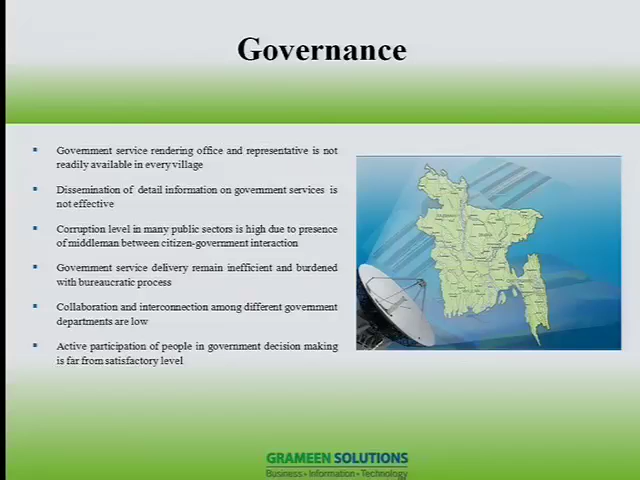 Governance
Government service rendering office and representative is not
readily available in every village
Dissemination of detail information on government services is
not effective
Corruption level in many public sectors is high due to presence
of middleman between citizen-government interaction
Government service delivery remain inefficient and burdened
with bureaucratic process
Collaboration and interconnection among different government
departments are low
Active participation of people in government decision making
is far from satisfactory level
GRAMEEN SOLUTIONS
Business • Information • Technology